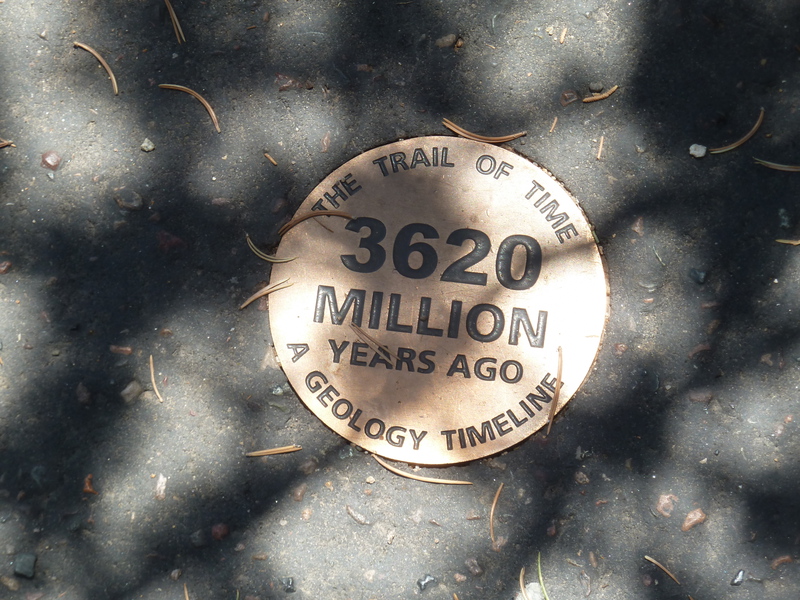 THE TRAIL OF TIME
3620
MILLION
YEARS AGO
A GEOLOGY TIMELINE